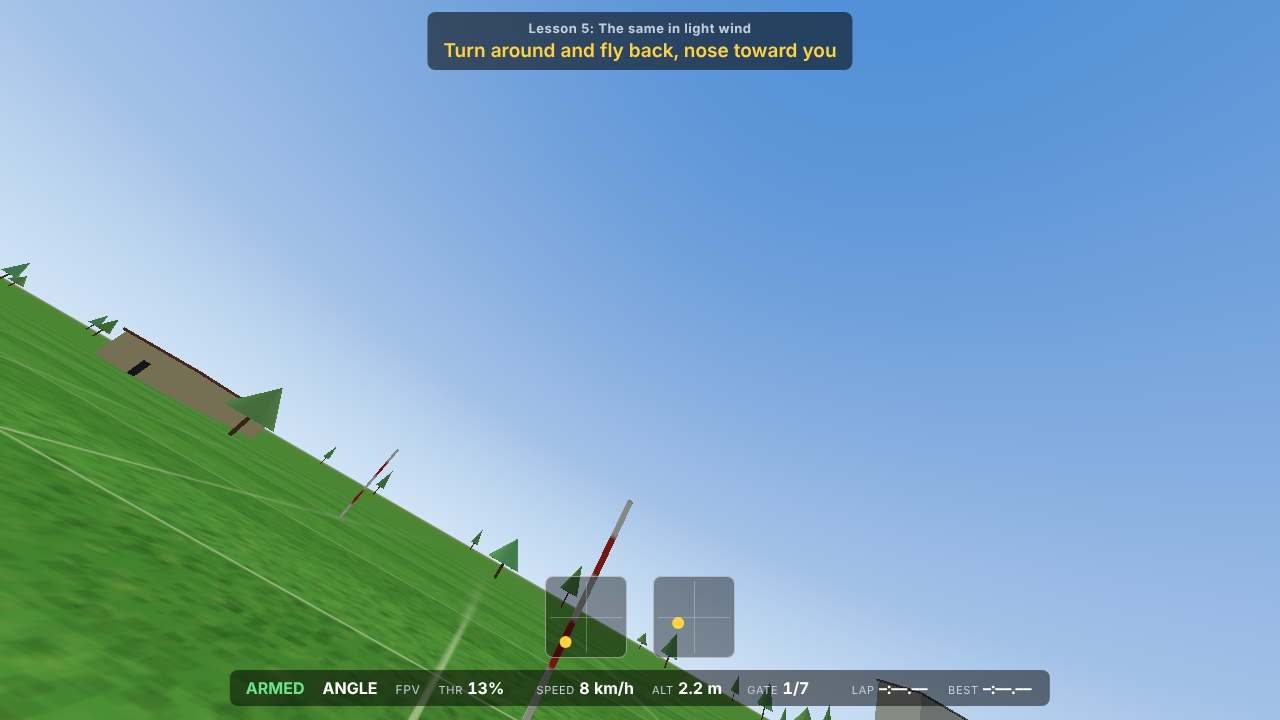 Lesson 5: The same in light wind
Turn around and fly back, nose toward you
ARMED ANGLE FPV THR 13% SPEED 8 km/h ALT 2.2 m GATE 1/7 LAP –:––.–– BEST –:––.––